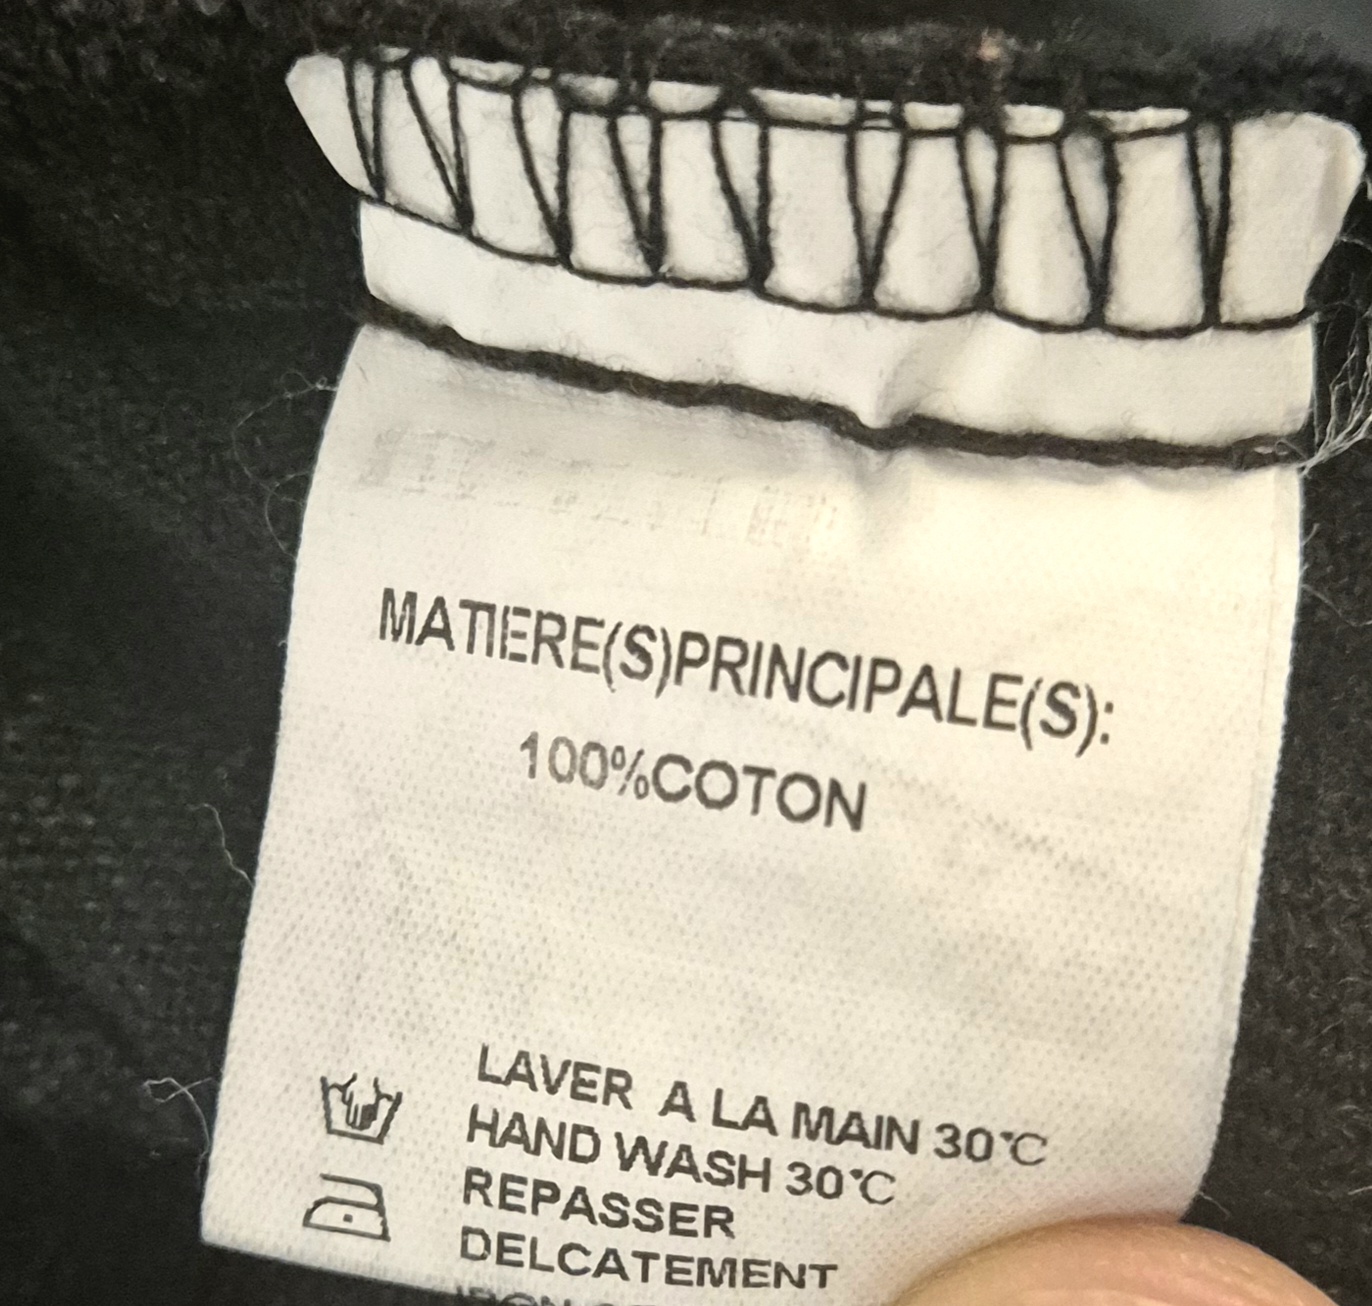 MATIERE(S)PRINCIPALE(S):
100%COTON
LAVER A LA MAIN 30°C
HAND WASH 30°C
REPASSER
DELCATEMENT